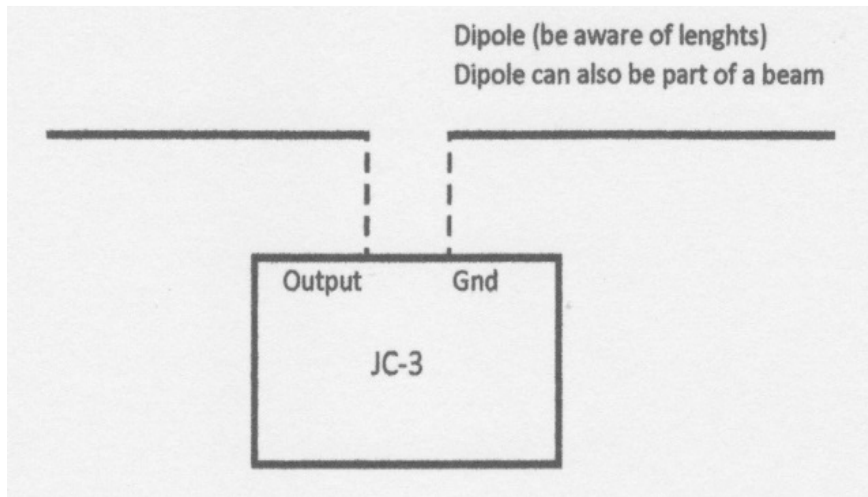 Dipole (be aware of lenghts)
Dipole can also be part of a beam
Output Gnd
JC-3